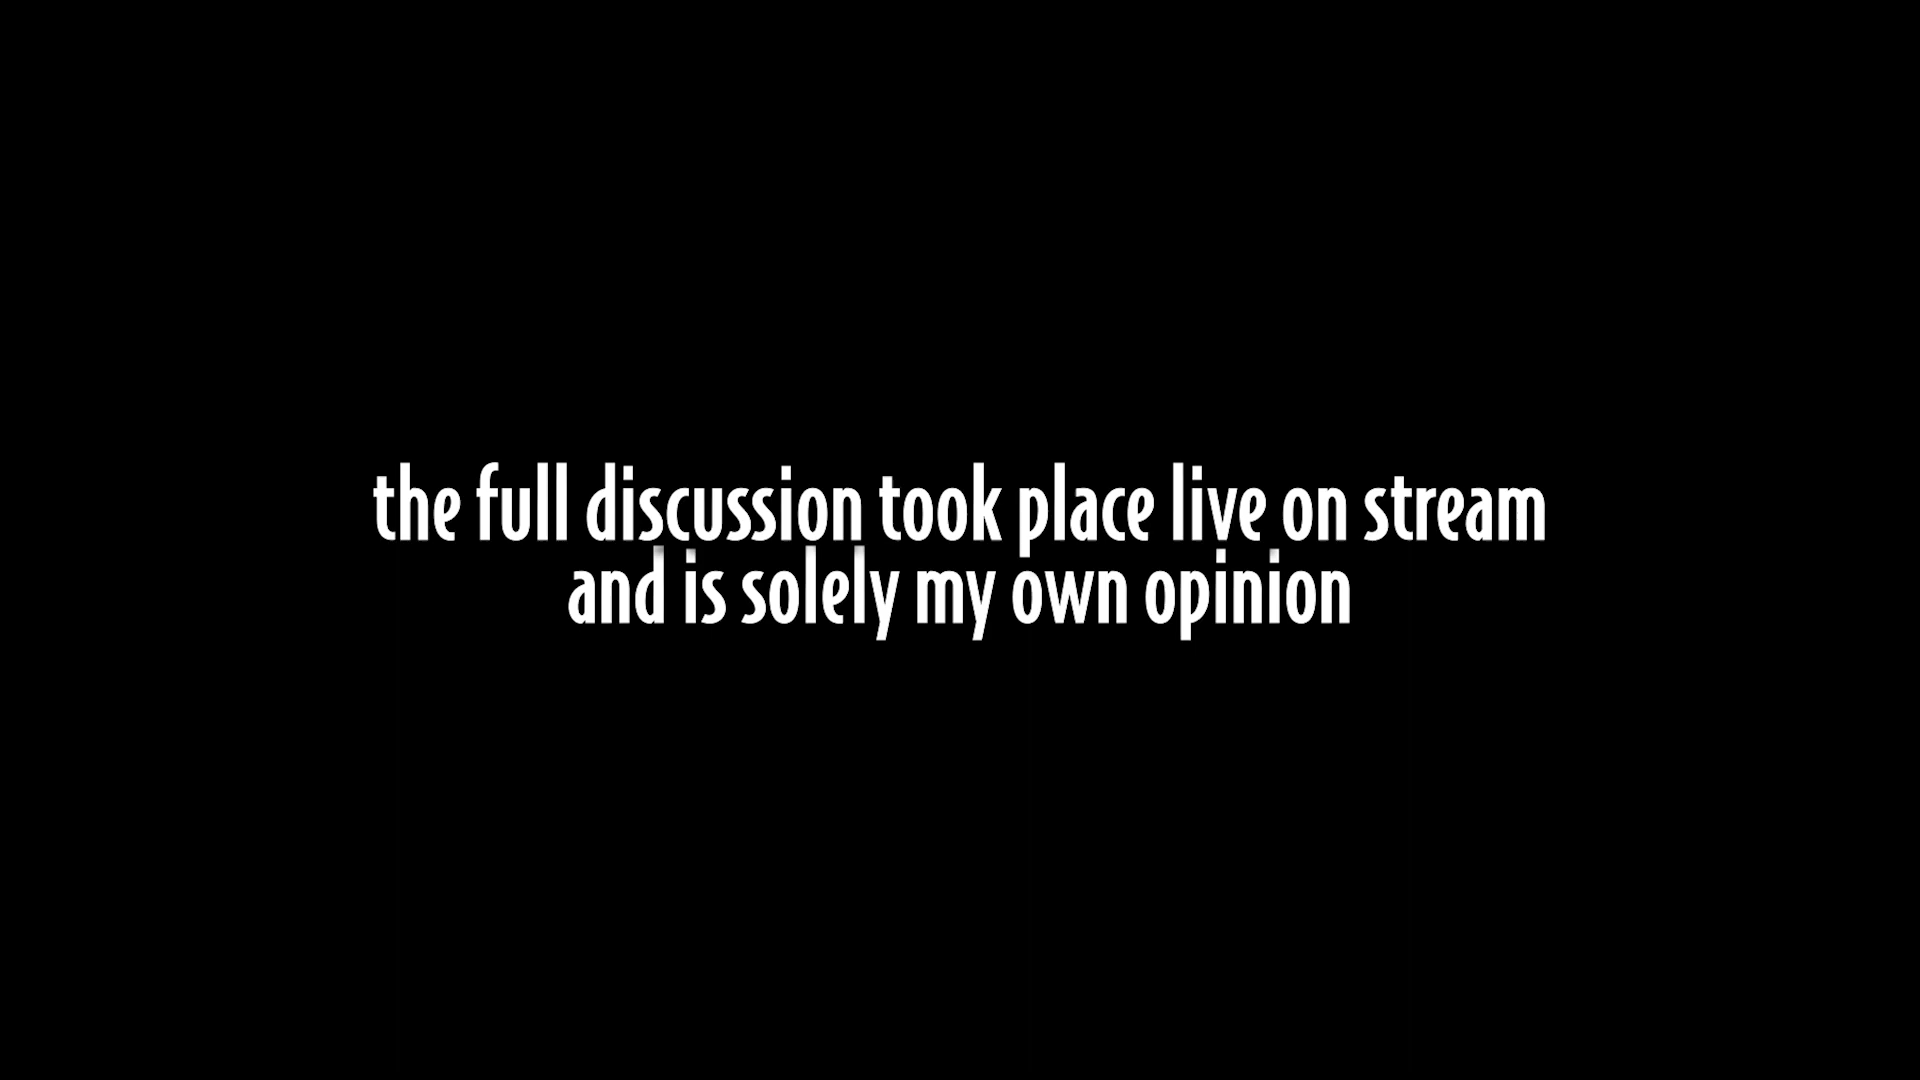 the full discussion took place live on stream
and is solely my own opinion